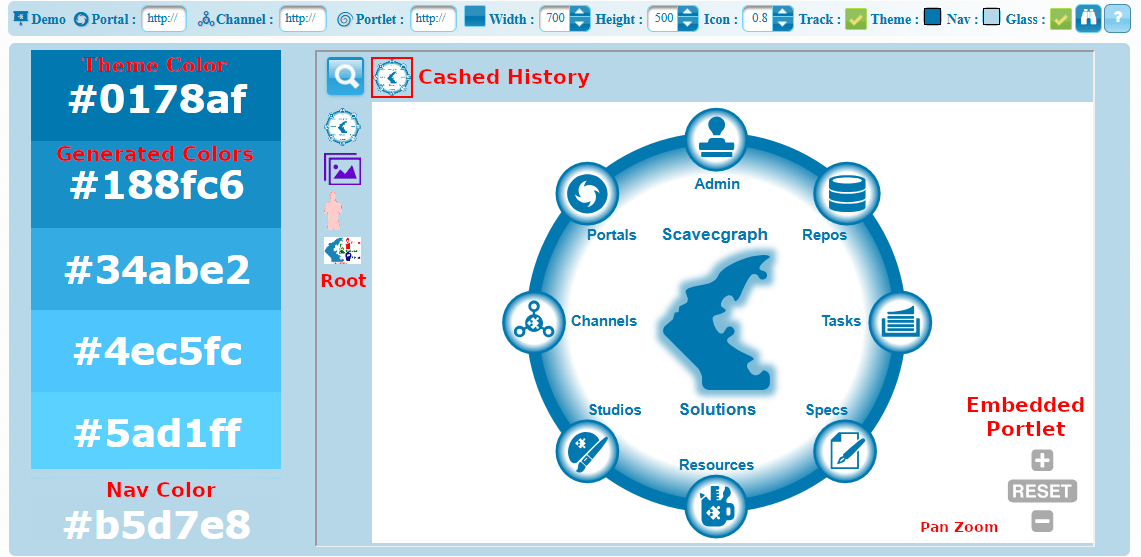 Demo Portal : http:// Channel : http:// Portlet : http:// Width : 700 Height : 500 Icon : 0.8 Track : Theme : Nav : Glass : ?
Theme Color
#0178af
Generated Colors
#188fc6
#34abe2
#4ec5fc
#5ad1ff
Nav Color
#b5d7e8
Cashed History
Root
Admin
Portals
Scavecgraph
Repos
Channels
Tasks
Studios
Solutions
Specs
Resources
Embedded
Portlet
+
RESET
Pan Zoom